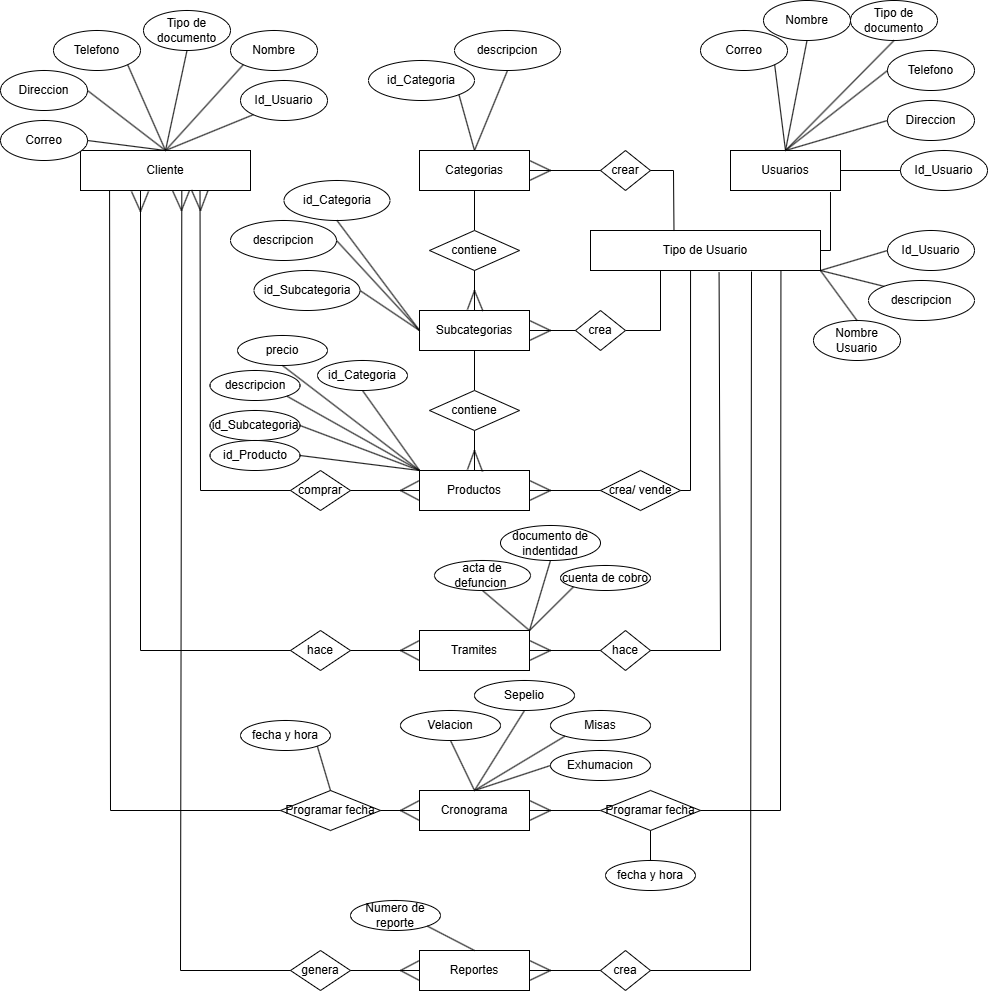 Tipo de
documento
Telefono
Nombre
Direccion
Id_Usuario
Correo
Cliente
descripcion
id_Categoria
Categorias
crear
Nombre
Tipo de
documento
Correo
Telefono
Direccion
Usuarios
Id_Usuario
id_Categoria
descripcion
id_Subcategoria
contiene
Tipo de Usuario
Id_Usuario
descripcion
Nombre
Usuario
Subcategorias
crea
precio
id_Categoria
descripcion
id_Subcategoria
id_Producto
contiene
comprar
Productos
crea/ vende
documento de
indentidad
acta de
defuncion
cuenta de cobro
hace
Tramites
hace
Sepelio
Velacion
Misas
Exhumacion
fecha y hora
Programar fecha
Cronograma
Programar fecha
fecha y hora
Numero de
reporte
genera
Reportes
crea